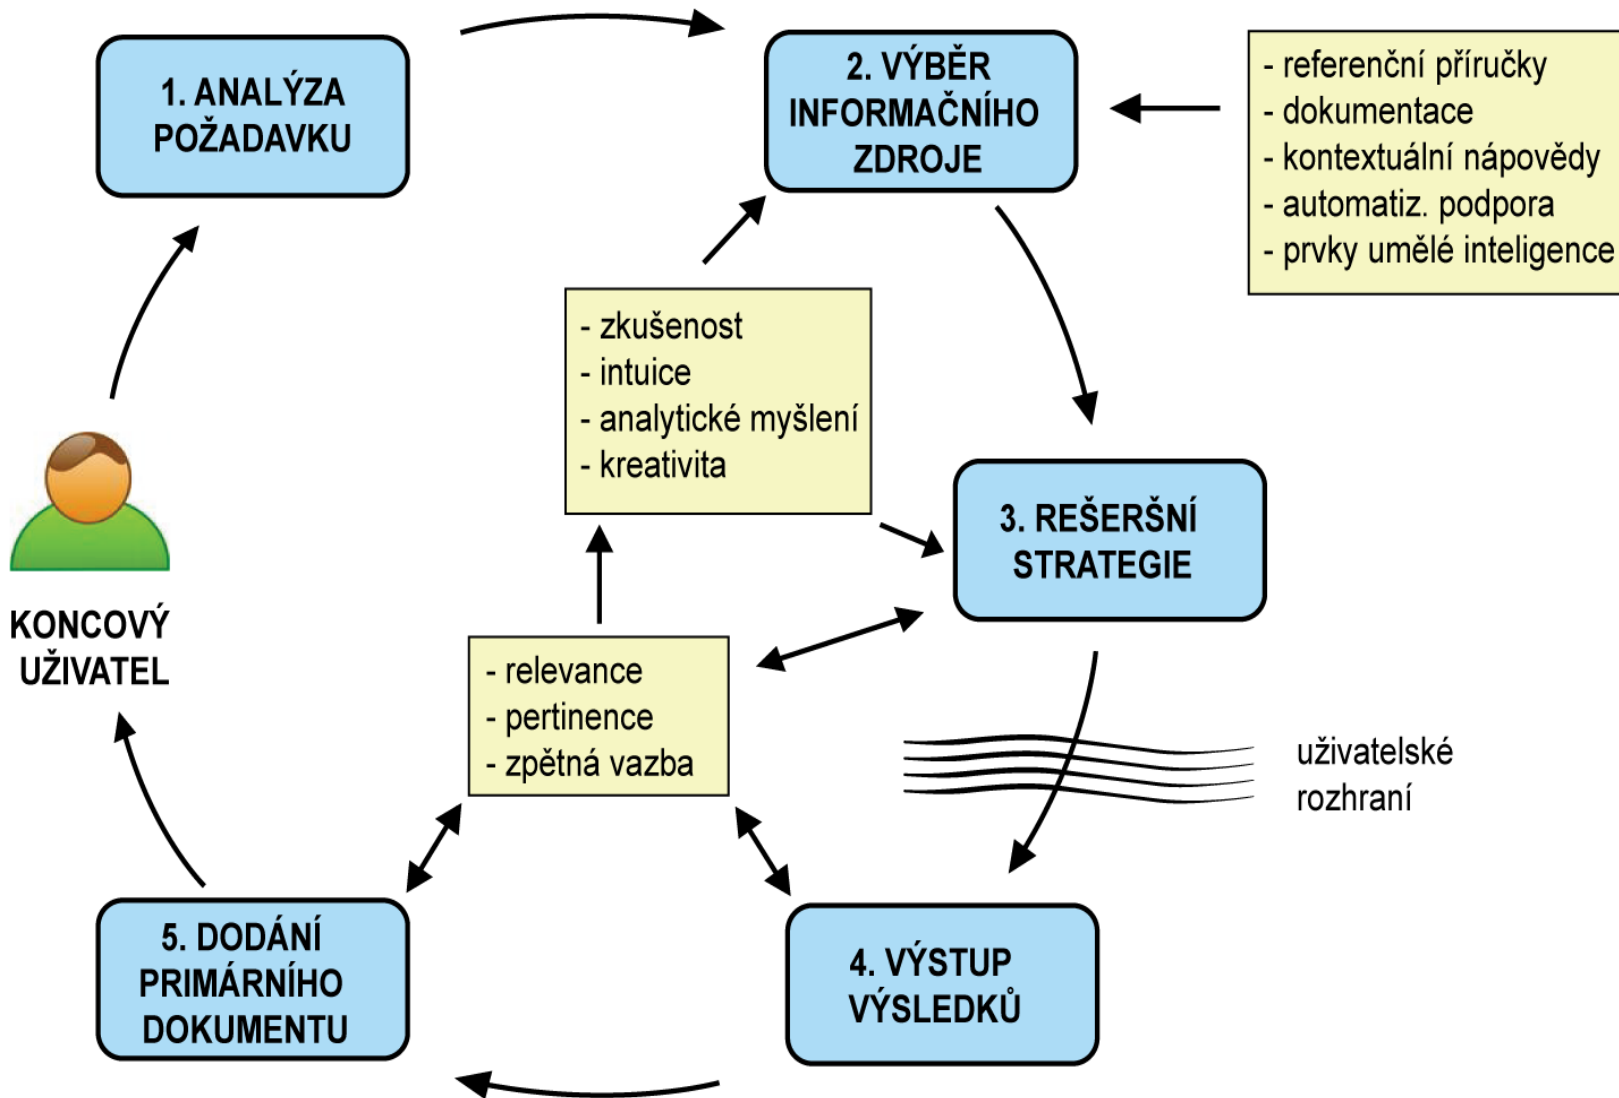 1. ANALÝZA
POŽADAVKU
2. VÝBĚR
INFORMAČNÍHO
ZDROJE
- referenční příručky
- dokumentace
- kontextuální nápovědy
- automatiz. podpora
- prvky umělé inteligence
- zkušenost
- intuice
- analytické myšlení
- kreativita
3. REŠERŠNÍ
STRATEGIE
KONCOVÝ
UŽIVATEL
- relevance
- pertinence
- zpětná vazba
uživatelské
rozhraní
4. VÝSTUP
VÝSLEDKŮ
5. DODÁNÍ
PRIMÁRNÍHO
DOKUMENTU